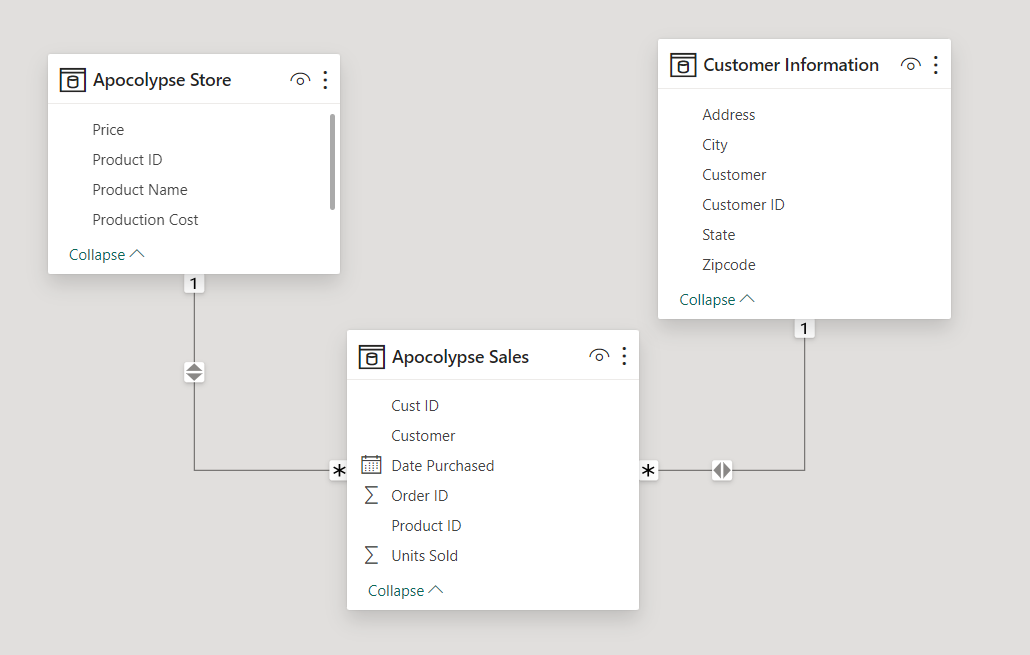 Apocolypse Store
Price
Product ID
Product Name
Production Cost
Collapse
1
Customer Information
Address
City
Customer
Customer ID
State
Zipcode
Collapse
1
Apocolypse Sales
Cust ID
Customer
Date Purchased
Σ Order ID
Product ID
Σ Units Sold
Collapse
*
*